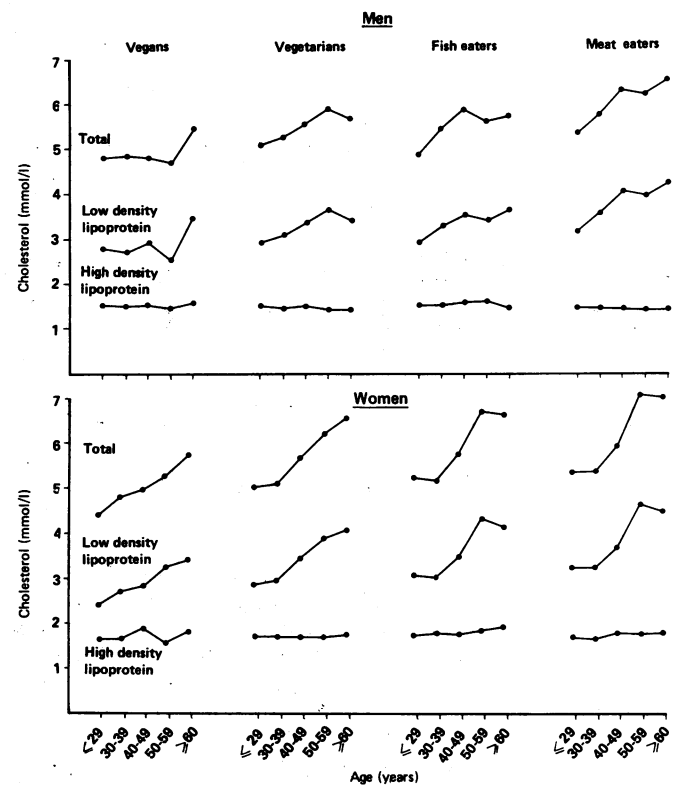 Men
Vegans Vegetarians Fish eaters Meat eaters
7
6
5
4
3
2
1
Cholesterol (mmol/l)
Total
Low density
lipoprotein
High density
lipoprotein
Women
7
6
5
4
3
2
1
Cholesterol (mmol/l)
Total
Low density
lipoprotein
High density
lipoprotein
⩽29 30-39 40-49 50-59 ⩾60 ⩽29 30-39 40-49 50-59 ⩾60 ⩽29 30-39 40-49 50-59 ⩾60 ⩽29 30-39 40-49 50-59 ⩾60
Age (years)